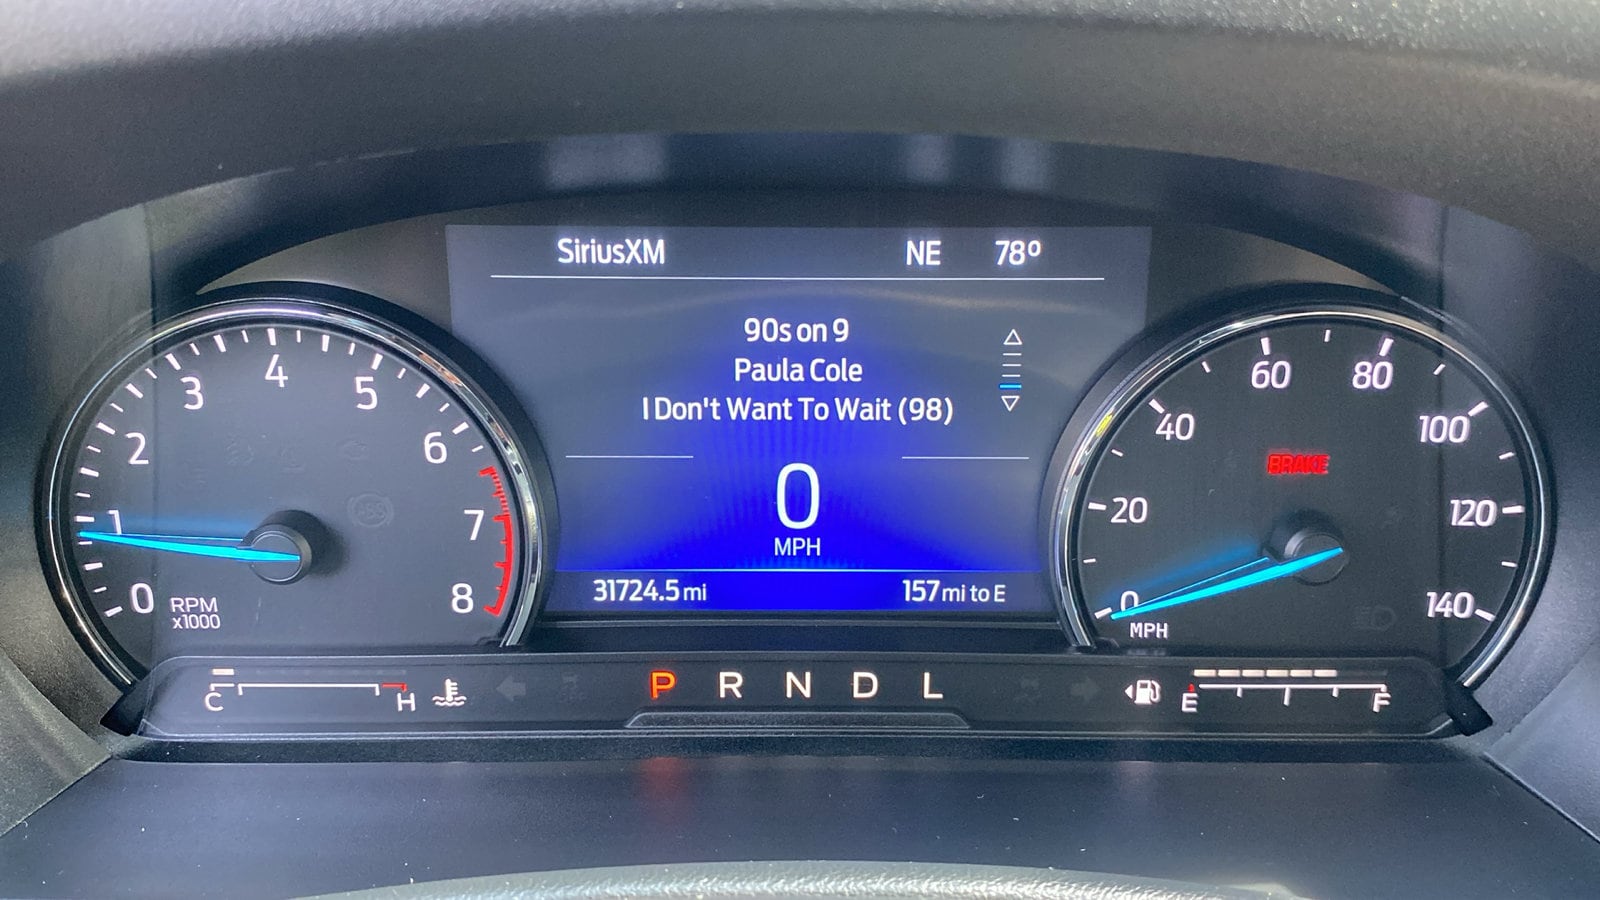 SiriusXM NE 78°
90s on 9
Paula Cole
I Don't Want To Wait (98)
0
MPH
31724.5 mi 157 mi to E
0 1 2 3 4 5 6 7 8
RPM
x1000
0 20 40 60 80 100 120 140
MPH
BRAKE
ABS
C H P R N D L E F